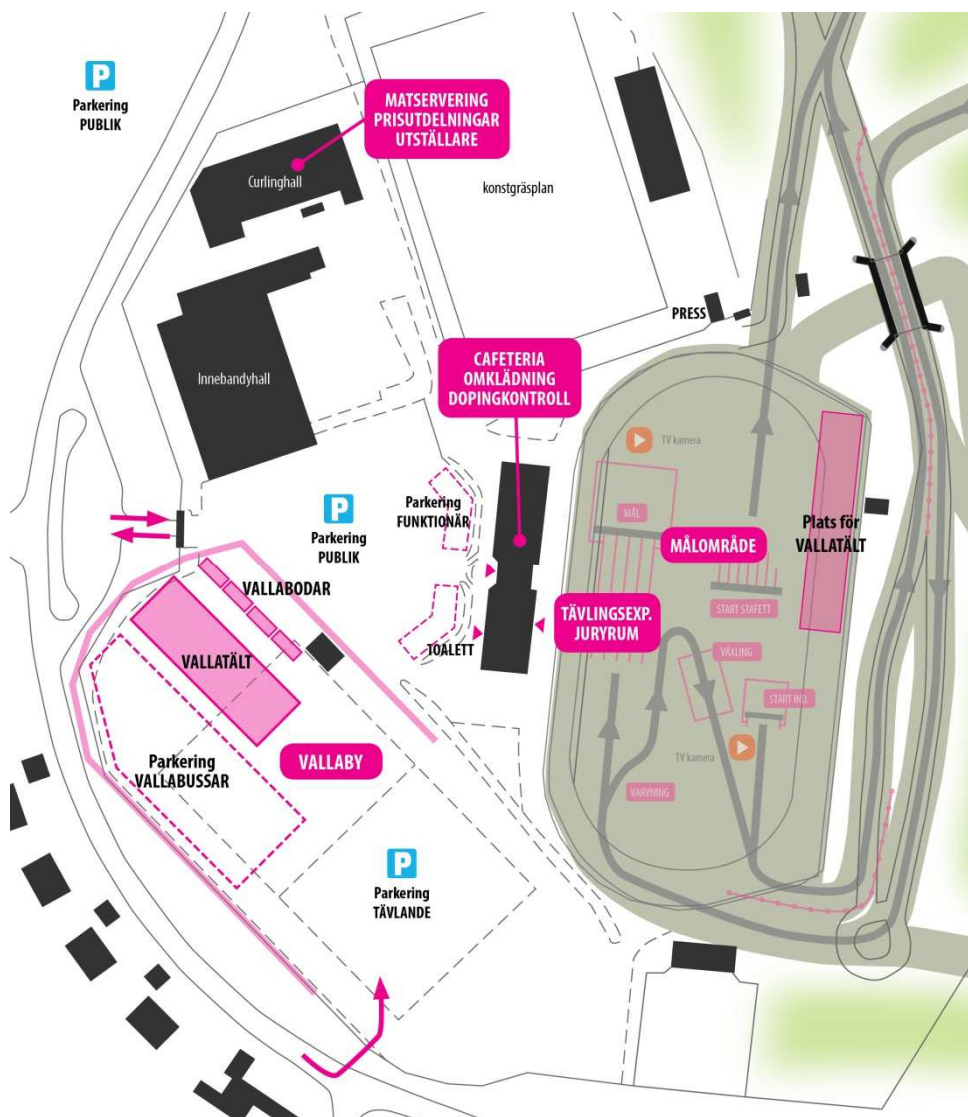 P
Parkering
PUBLIK
MATSERVERING
PRISUTDELNINGAR
UTSTÄLLARE
Curlinghall
konstgräsplan
PRESS
CAFETERIA
OMKLÄDNING
DOPINGKONTROLL
Innebandyhall
TV kamera
P
Parkering
PUBLIK
Parkering
FUNKTIONÄR
MÅL
MÅLOMRÅDE
Plats för
VALLATÄLT
VALLABODAR
START STAFETT
TÄVLINGSEXP.
JURYRUM
TOALETT
VALLATÄLT
VÄXLING
START IND.
Parkering
VALLABUSSAR
VALLABY
TV kamera
VARVNING
P
Parkering
TÄVLANDE